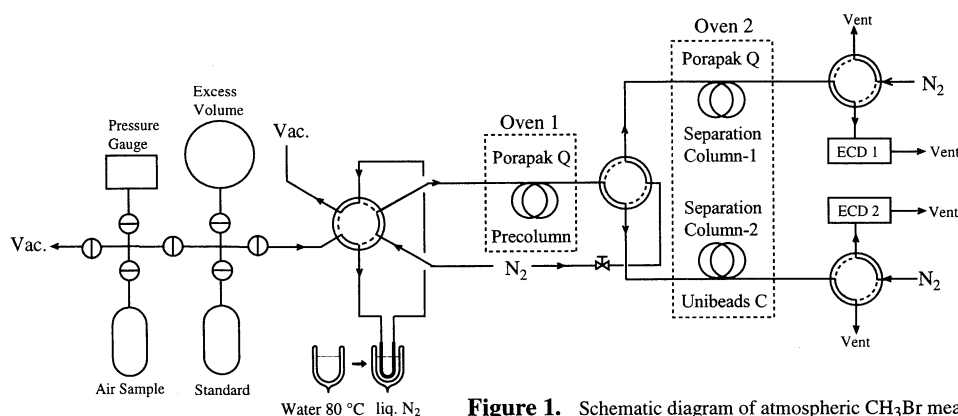 Oven 2
Vent
Porapak Q
N2
Separation
Column-1
ECD 1
Vent
Excess
Volume
Pressure
Gauge
Vac.
Oven 1
Porapak Q
Precolumn
ECD 2
Vent
Separation
Column-2
Vac.
N2
N2
Unibeads C
Vent
Air Sample
Standard
Water 80 °C
liq. N2
Figure 1. Schematic diagram of atmospheric CH3Br mea